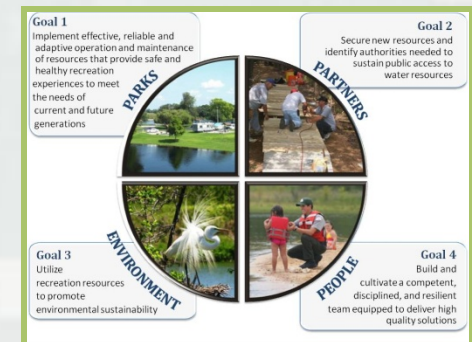 Goal 1
Implement effective, reliable and
adaptive operation and maintenance
of resources that provide safe and
healthy recreation
experiences to meet
the needs of
current and future
generations
Goal 2
Secure new resources and
identify authorities needed to
sustain public access to
water resources
PARKS
PARTNERS
ENVIRONMENT
PEOPLE
Goal 3
Utilize
recreation resources
to promote
environmental sustainability
Goal 4
Build and
cultivate a competent,
disciplined, and resilient
team equipped to deliver high
quality solutions